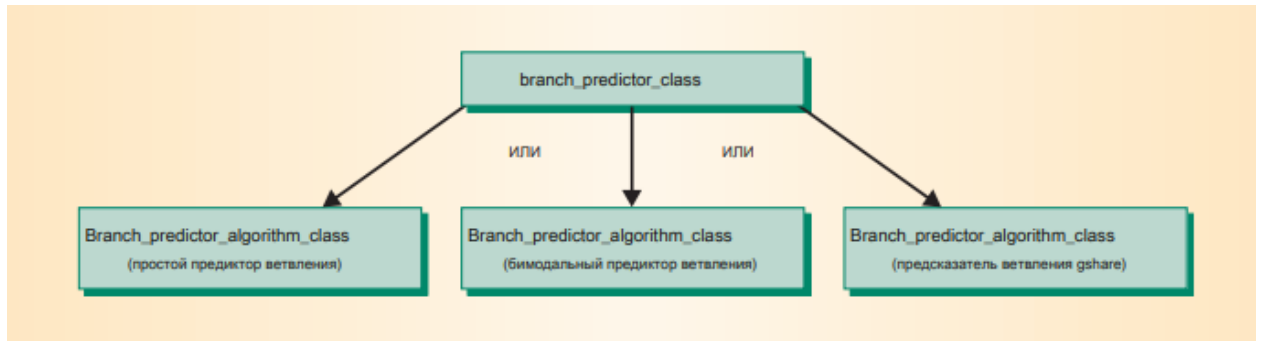 branch_predictor_class
или
или
Branch_predictor_algorithm_class
(простой предиктор ветвления)
Branch_predictor_algorithm_class
(бимодальный предиктор ветвления)
Branch_predictor_algorithm_class
(предсказатель ветвления gshare)